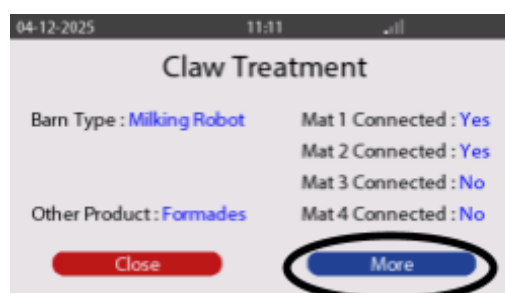 04-12-2025 11:11
Claw Treatment
Barn Type : Milking Robot Mat 1 Connected : Yes
Mat 2 Connected : Yes
Mat 3 Connected : No
Other Product : Formades Mat 4 Connected : No
Close More